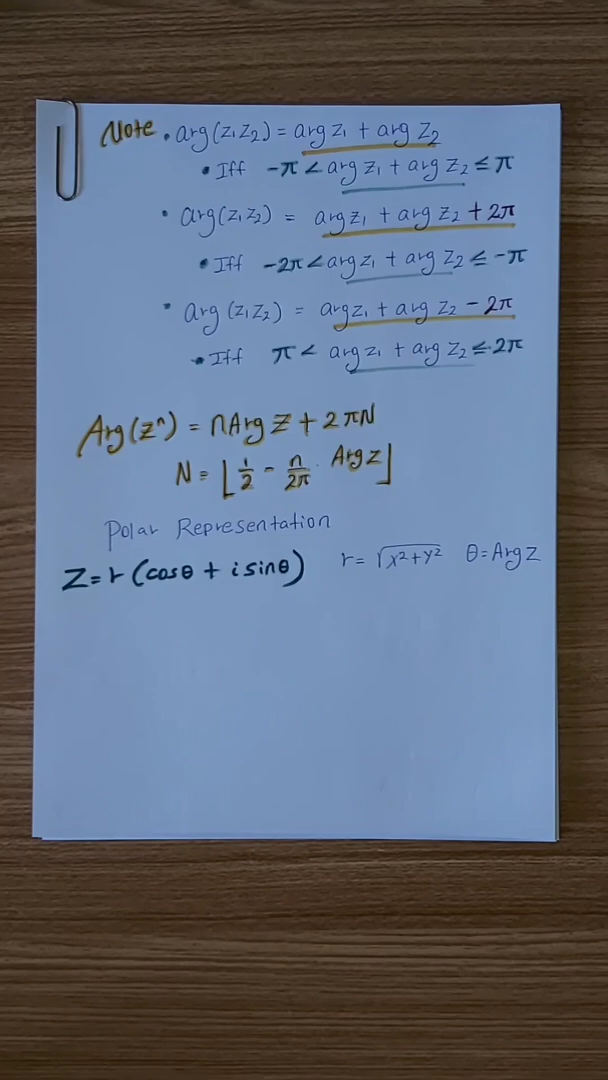 Note • arg(z₁z₂) = arg z₁ + arg z₂
• Iff -π < arg z₁ + arg z₂ ≤ π
• arg(z₁z₂) = arg z₁ + arg z₂ + 2π
• Iff -2π < arg z₁ + arg z₂ ≤ -π
• arg(z₁z₂) = arg z₁ + arg z₂ - 2π
• Iff π < arg z₁ + arg z₂ ≤ 2π
Arg(zⁿ) = n Arg z + 2πN
N = ⌊1/2 - n/2π · Arg z⌋
Polar Representation
Z = r (cosθ + i sinθ) r = √x²+y² θ = Arg z